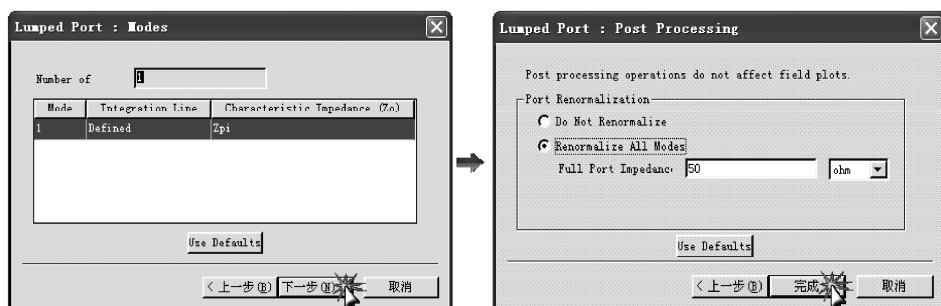 Lumped Port : Modes
Number of 1
Mode Integration Line Characteristic Impedance (Zo)
1 Defined Zpi
Use Defaults
< 上一步(B) 下一步(N) 取消
Lumped Port : Post Processing
Post processing operations do not affect field plots.
Port Renormalization
Do Not Renormalize
Renormalize All Modes
Full Port Impedanc 50 ohm
Use Defaults
< 上一步(B) 完成 取消